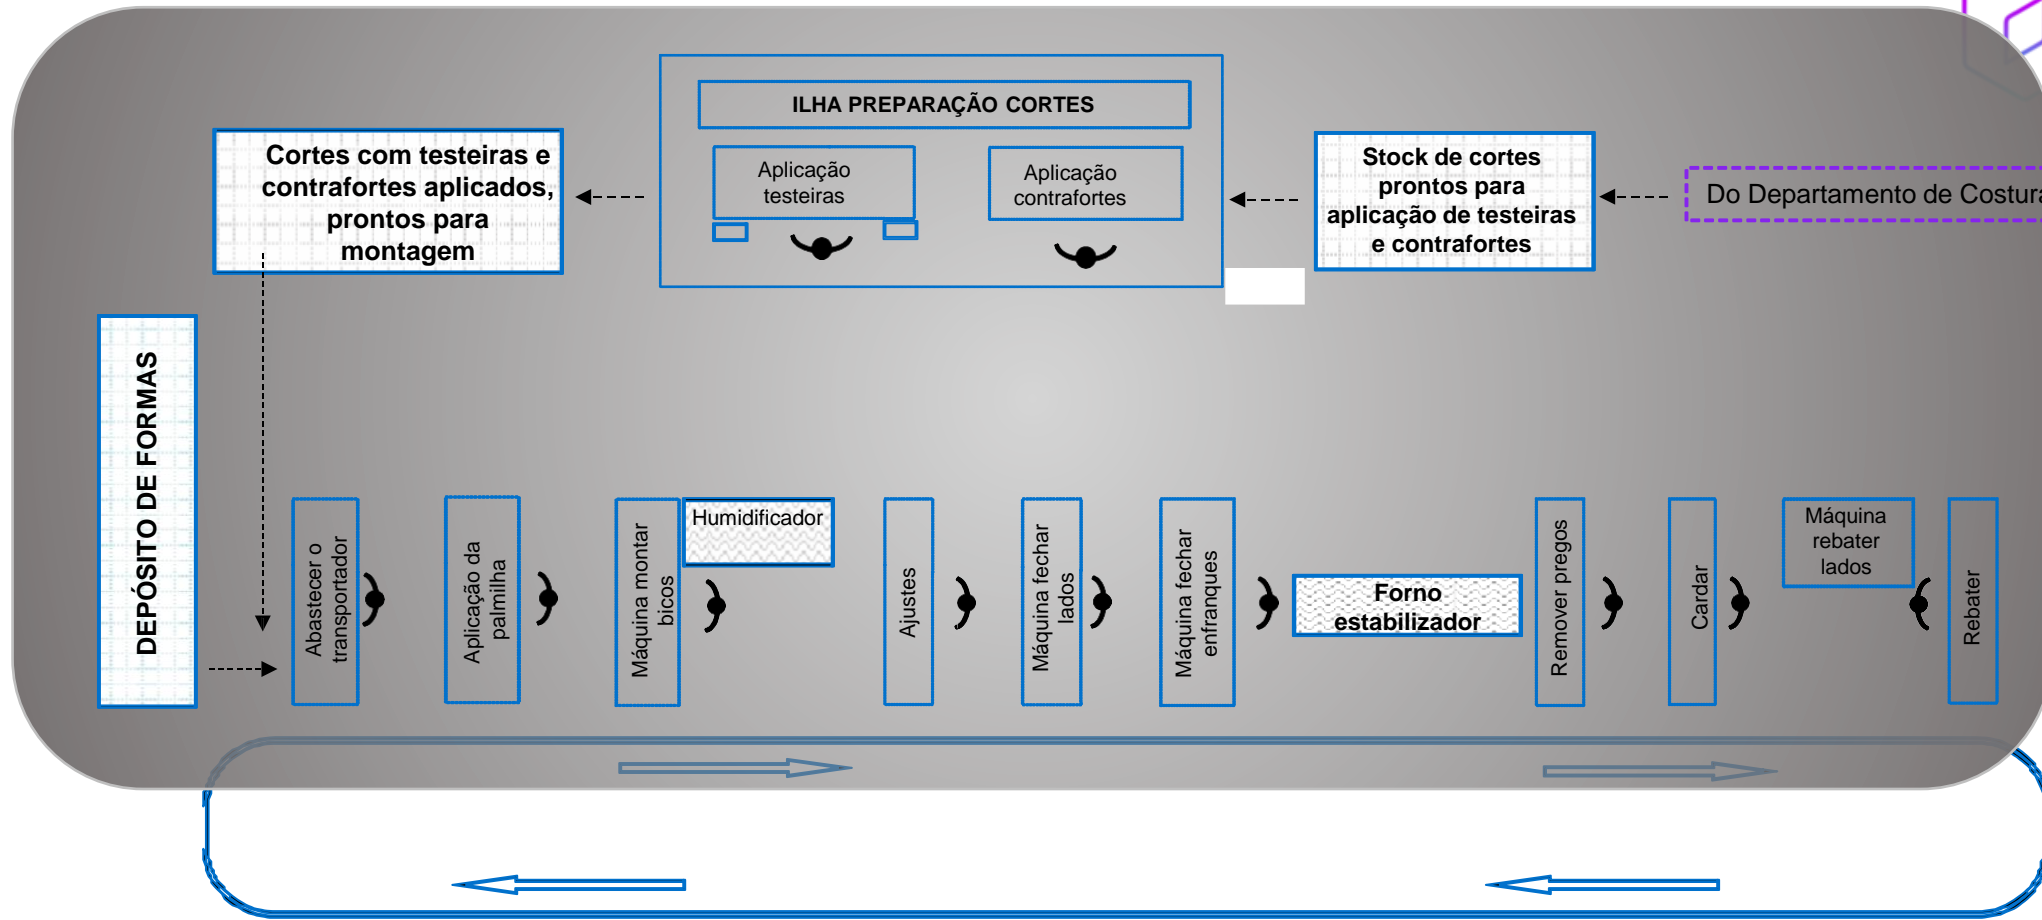 ILHA PREPARAÇÃO CORTES
Cortes com testeiras e
contrafortes aplicados,
prontos para
montagem
Aplicação
testeiras
Aplicação
contrafortes
Stock de cortes
prontos para
aplicação de testeiras
e contrafortes
Do Departamento de Costura
DEPÓSITO DE FORMAS
Abastecer o
transportador
Aplicação da
palmilha
Máquina montar
bicos
Humidificador
Ajustes
Máquina fechar
lados
Máquina fechar
enfranques
Forno
estabilizador
Remover pregos
Cardar
Máquina
rebater
lados
Rebater